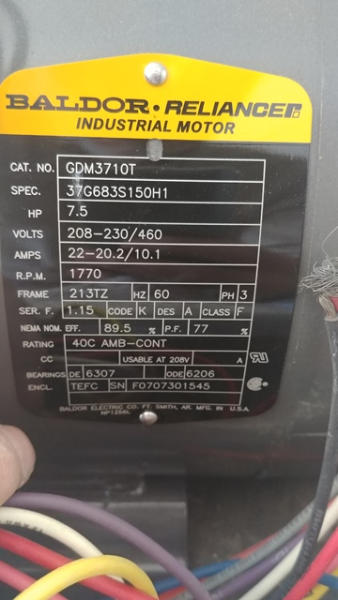 BALDOR · RELIANCER
INDUSTRIAL MOTOR
CAT. NO. GDM3710T
SPEC. 37G683S150H1
HP 7.5
VOLTS 208-230/460
AMPS 22-20.2/10.1
R.P.M. 1770
FRAME 213TZ HZ 60 PH 3
SER. F. 1.15 CODE K DES A CLASS F
NEMA NOM. EFF. 89.5 % P.F. 77 %
RATING 40C AMB-CONT
CC USABLE AT 208V A
BEARINGS DE 6307 ODE 6206
ENCL. TEFC SN F0707301545
BALDOR ELECTRIC CO. FT. SMITH, AR. MFG. IN U.S.A.